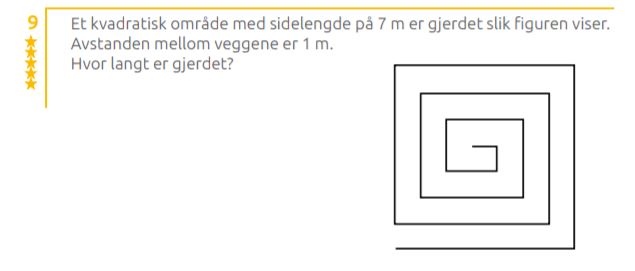 9
Et kvadratisk område med sidelengde på 7 m er gjerdet slik figuren viser.
Avstanden mellom veggene er 1 m.
Hvor langt er gjerdet?